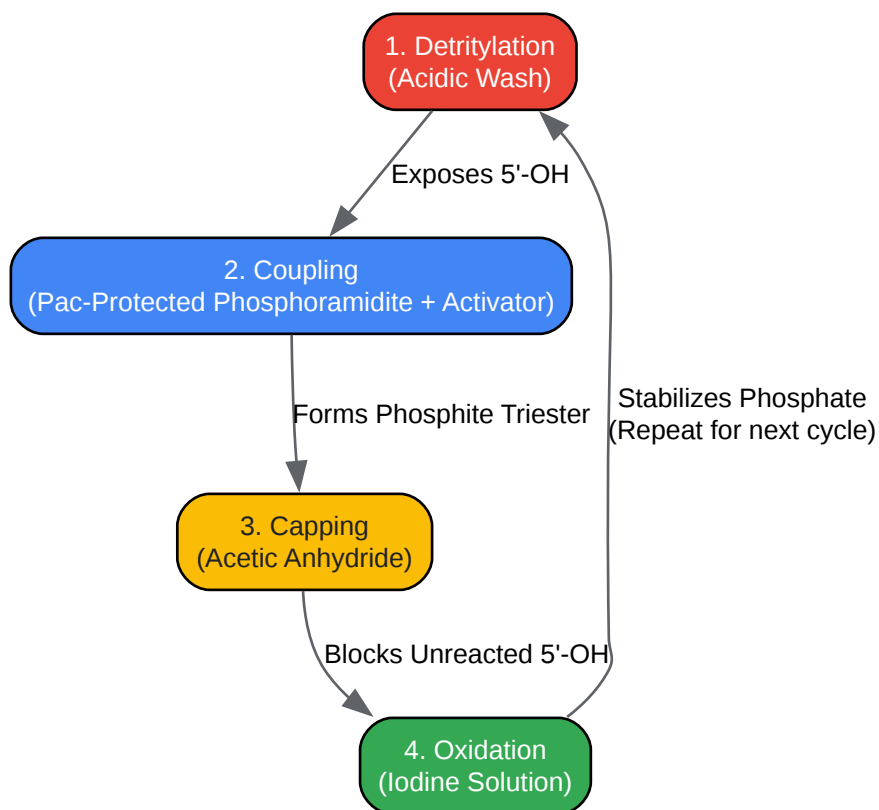 1. Detritylation
(Acidic Wash)
Exposes 5'-OH
2. Coupling
(Pac-Protected Phosphoramidite + Activator)
Forms Phosphite Triester
Stabilizes Phosphate
(Repeat for next cycle)
3. Capping
(Acetic Anhydride)
Blocks Unreacted 5'-OH
4. Oxidation
(Iodine Solution)